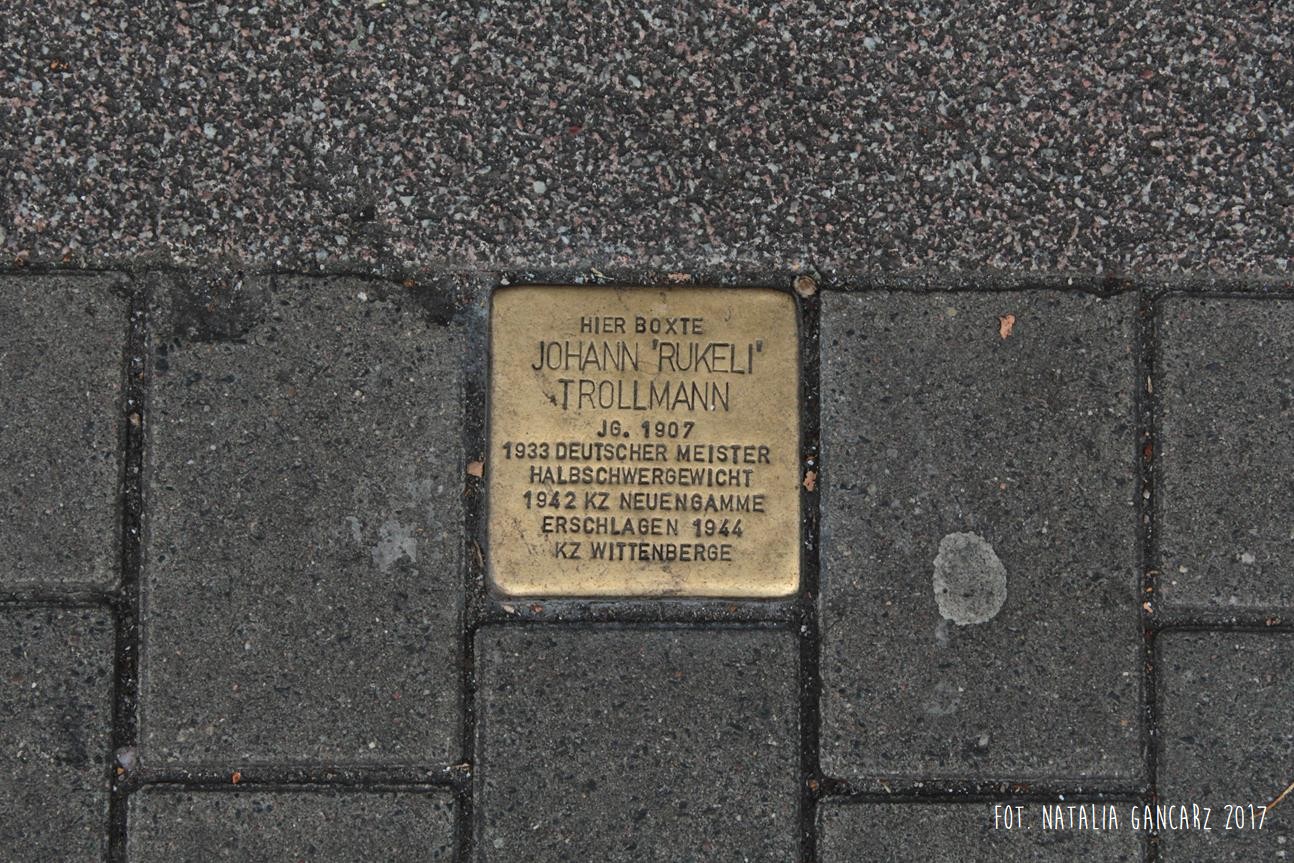 HIER BOXTE
JOHANN "RUKELI"
TROLLMANN
JG. 1907
1933 DEUTSCHER MEISTER
HALBSCHWERGEWICHT
1942 KZ NEUENGAMME
ERSCHLAGEN 1944
KZ WITTENBERGE
FOT. NATALIA GANCARZ 2017